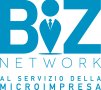 BIZ
NETWORK
AL SERVIZIO DELLA
MICROIMPRESA